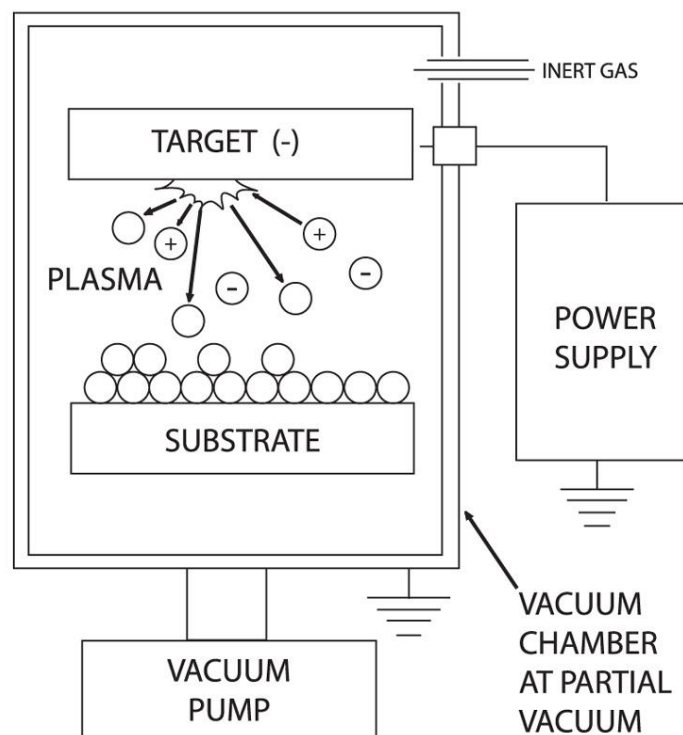 INERT GAS
TARGET (-)
+
+
-
-
PLASMA
POWER
SUPPLY
SUBSTRATE
VACUUM
PUMP
VACUUM
CHAMBER
AT PARTIAL
VACUUM